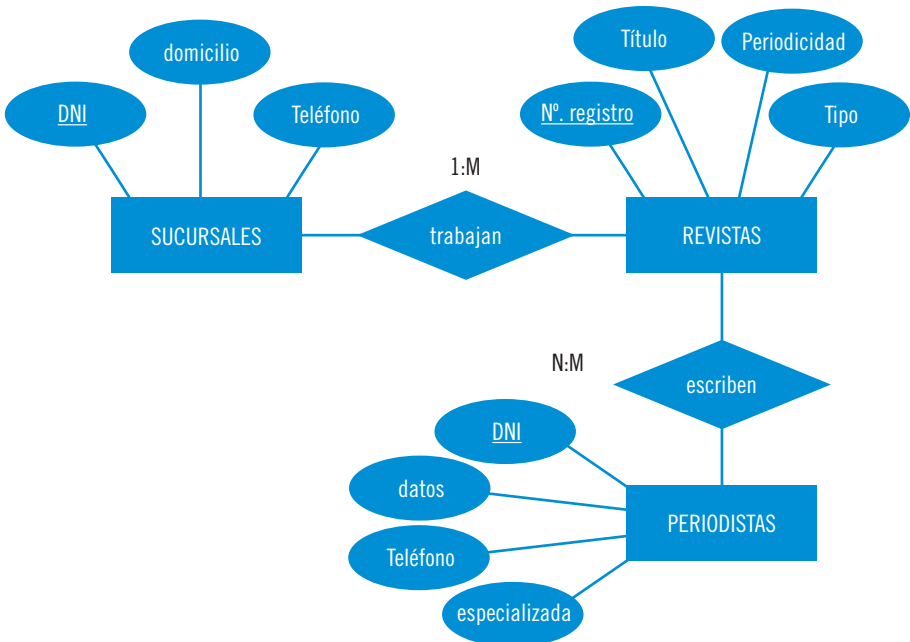 domicilio
DNI
Teléfono
Título
Periodicidad
Nº. registro
Tipo
1:M
SUCURSALES
trabajan
REVISTAS
N:M
escriben
DNI
datos
Teléfono
especializada
PERIODISTAS